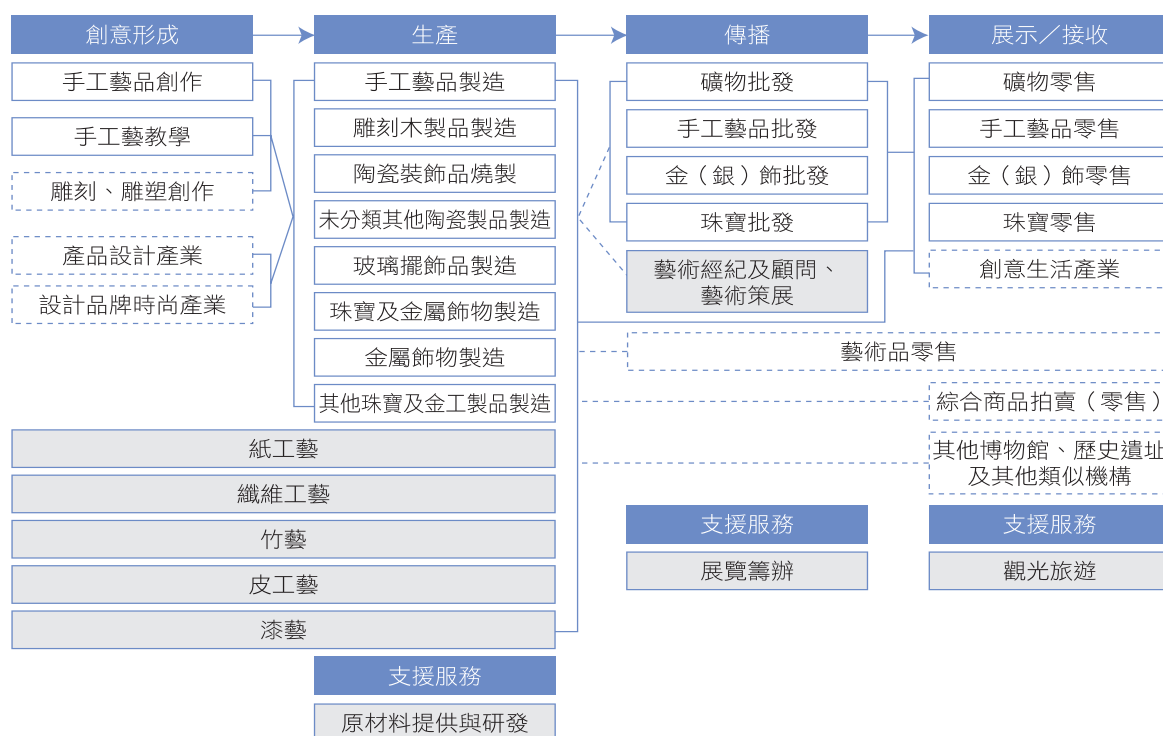 創意形成
手工藝品創作
手工藝教學
雕刻、雕塑創作
產品設計產業
設計品牌時尚產業
生產
手工藝品製造
雕刻木製品製造
陶瓷裝飾品燒製
未分類其他陶瓷製品製造
玻璃擺飾品製造
珠寶及金屬飾物製造
金屬飾物製造
其他珠寶及金工製品製造
紙工藝
纖維工藝
竹藝
皮工藝
漆藝
支援服務
原材料提供與研發
傳播
礦物批發
手工藝品批發
金（銀）飾批發
珠寶批發
藝術經紀及顧問、
藝術策展
藝術品零售
支援服務
展覽籌辦
展示／接收
礦物零售
手工藝品零售
金（銀）飾零售
珠寶零售
創意生活產業
綜合商品拍賣（零售）
其他博物館、歷史遺址
及其他類似機構
支援服務
觀光旅遊